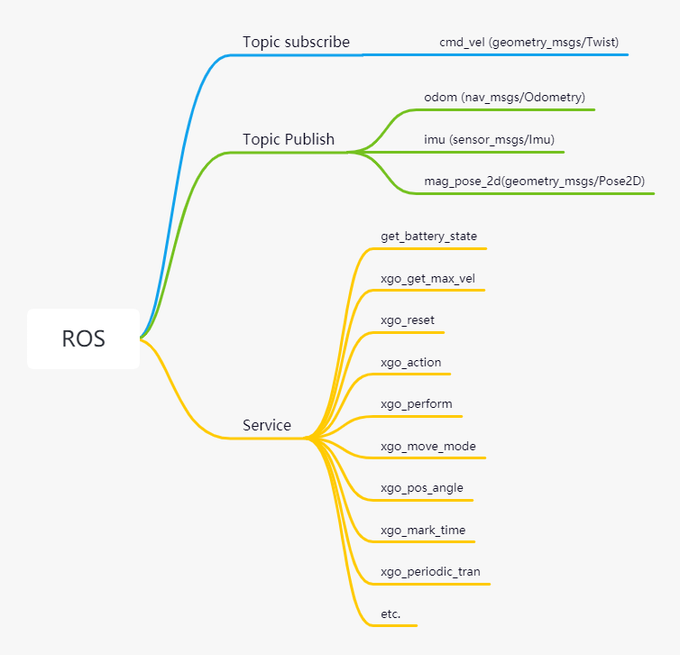 ROS
Topic subscribe
cmd_vel (geometry_msgs/Twist)
Topic Publish
odom (nav_msgs/Odometry)
imu (sensor_msgs/Imu)
mag_pose_2d(geometry_msgs/Pose2D)
Service
get_battery_state
xgo_get_max_vel
xgo_reset
xgo_action
xgo_perform
xgo_move_mode
xgo_pos_angle
xgo_mark_time
xgo_periodic_tran
etc.